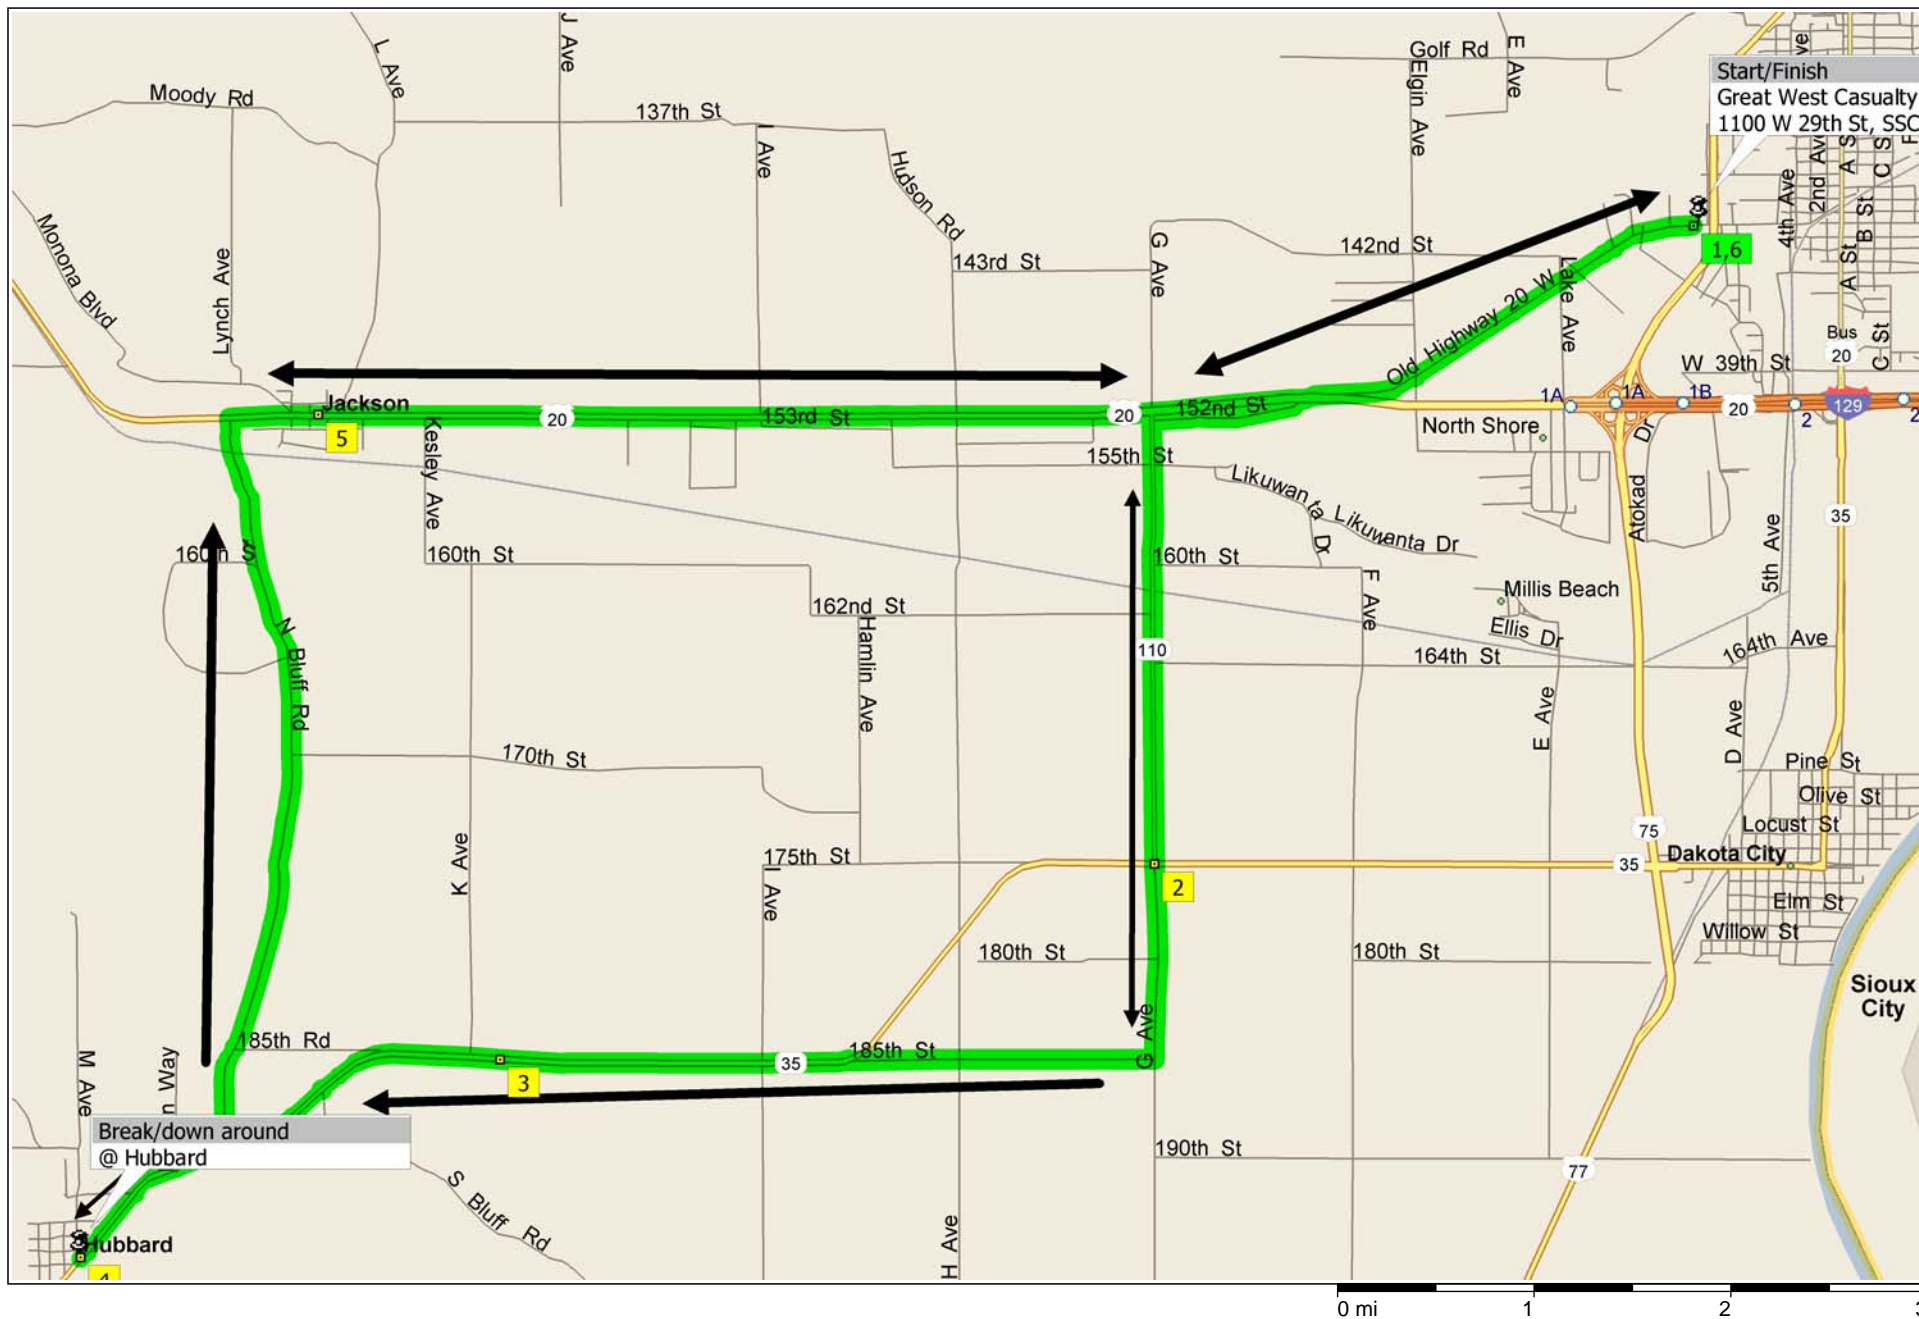 J Ave
L Ave
E Ave
Golf Rd
Start/Finish
Great West Casualty
1100 W 29th St, SSC
Moody Rd
137th St
I Ave
Elgin Ave
Hudson Rd
2nd Ave
A St
B St
C S
4th Ave
Monona Blvd
Lynch Ave
143rd St
G Ave
142nd St
Lake Ave
1,6
A St
C St
Old Highway 20 W
Bus
20
W 39th St
Jackson
5
20
153rd St
20
152nd St
1A
1A
1B
20
2
129
2
North Shore
Kesley Ave
155th St
Likuwanta Dr
Likuwanta Dr
Atokad Dr
35
5th Ave
160th St
160th St
160th St
F Ave
Millis Beach
Ellis Dr
162nd St
Hamlin Ave
N Bluff Rd
110
164th St
164th Ave
E Ave
D Ave
170th St
Pine St
Olive St
Locust St
75
Dakota City
35
K Ave
175th St
I Ave
2
Elm St
Willow St
180th St
180th St
Sioux
City
G Ave
185th Rd
185th St
35
3
M Ave
n Way
Break/down around
@ Hubbard
190th St
77
S Bluff Rd
H Ave
Hubbard
4
0 mi
1
2
3